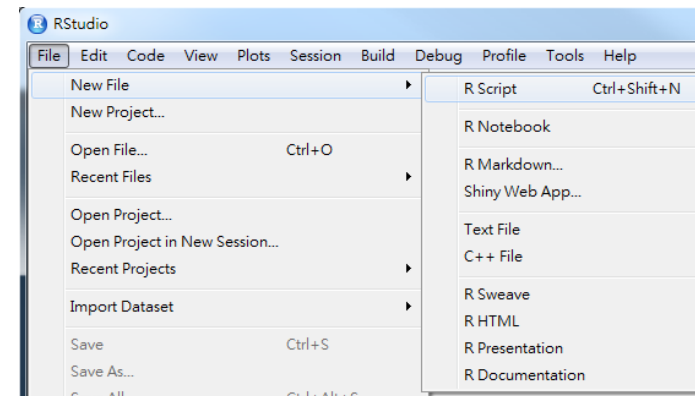 RStudio
File Edit Code View Plots Session Build Debug Profile Tools Help
New File
New Project...
Open File... Ctrl+O
Recent Files
Open Project...
Open Project in New Session...
Recent Projects
Import Dataset
Save Ctrl+S
Save As...
R Script Ctrl+Shift+N
R Notebook
R Markdown...
Shiny Web App...
Text File
C++ File
R Sweave
R HTML
R Presentation
R Documentation